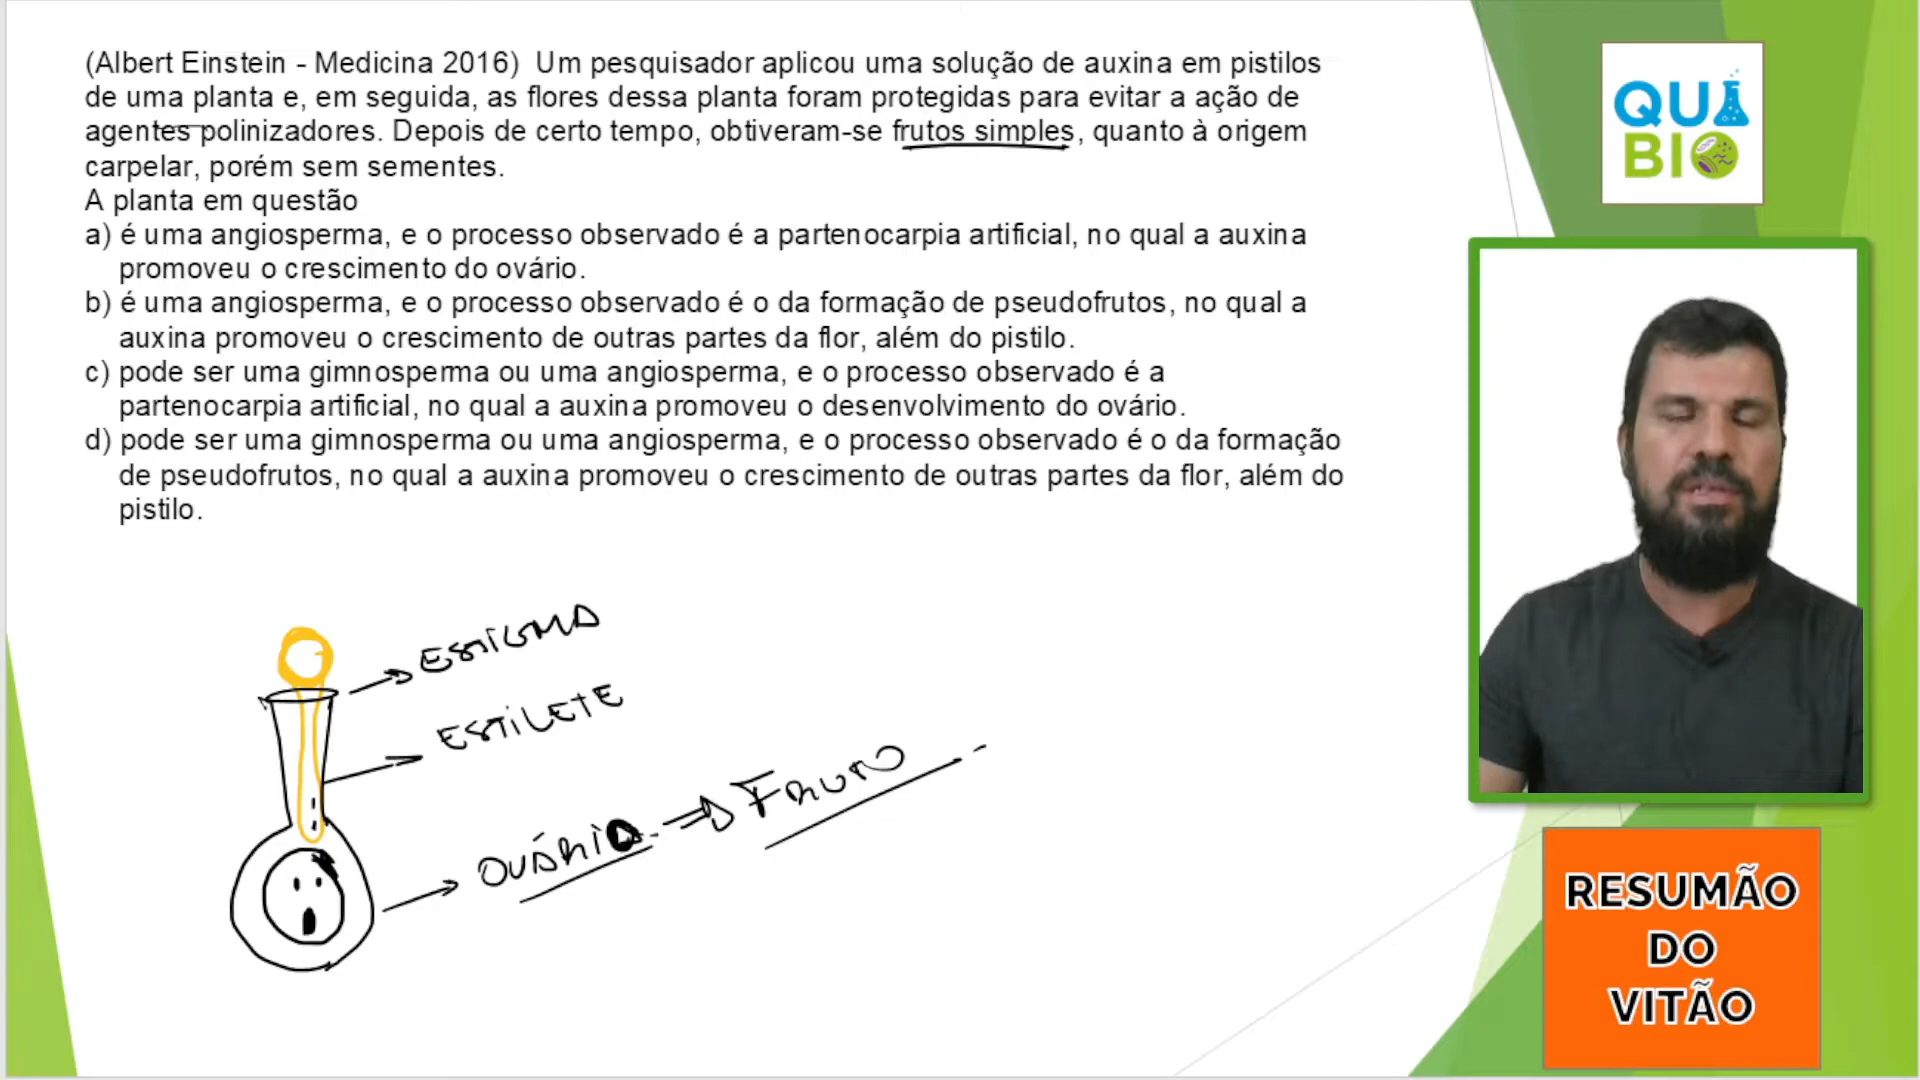 (Albert Einstein - Medicina 2016) Um pesquisador aplicou uma solução de auxina em pistilos
de uma planta e, em seguida, as flores dessa planta foram protegidas para evitar a ação de
agentes polinizadores. Depois de certo tempo, obtiveram-se frutos simples, quanto à origem
carpelar, porém sem sementes.
A planta em questão
a) é uma angiosperma, e o processo observado é a partenocarpia artificial, no qual a auxina
promoveu o crescimento do ovário.
b) é uma angiosperma, e o processo observado é o da formação de pseudofrutos, no qual a
auxina promoveu o crescimento de outras partes da flor, além do pistilo.
c) pode ser uma gimnosperma ou uma angiosperma, e o processo observado é a
partenocarpia artificial, no qual a auxina promoveu o desenvolvimento do ovário.
d) pode ser uma gimnosperma ou uma angiosperma, e o processo observado é o da formação
de pseudofrutos, no qual a auxina promoveu o crescimento de outras partes da flor, além do
pistilo.
ESTIGMA
ESTILETE
OVÁRIO
FRUTO
QUÍ
BIO
RESUMÃO
DO
VITÃO